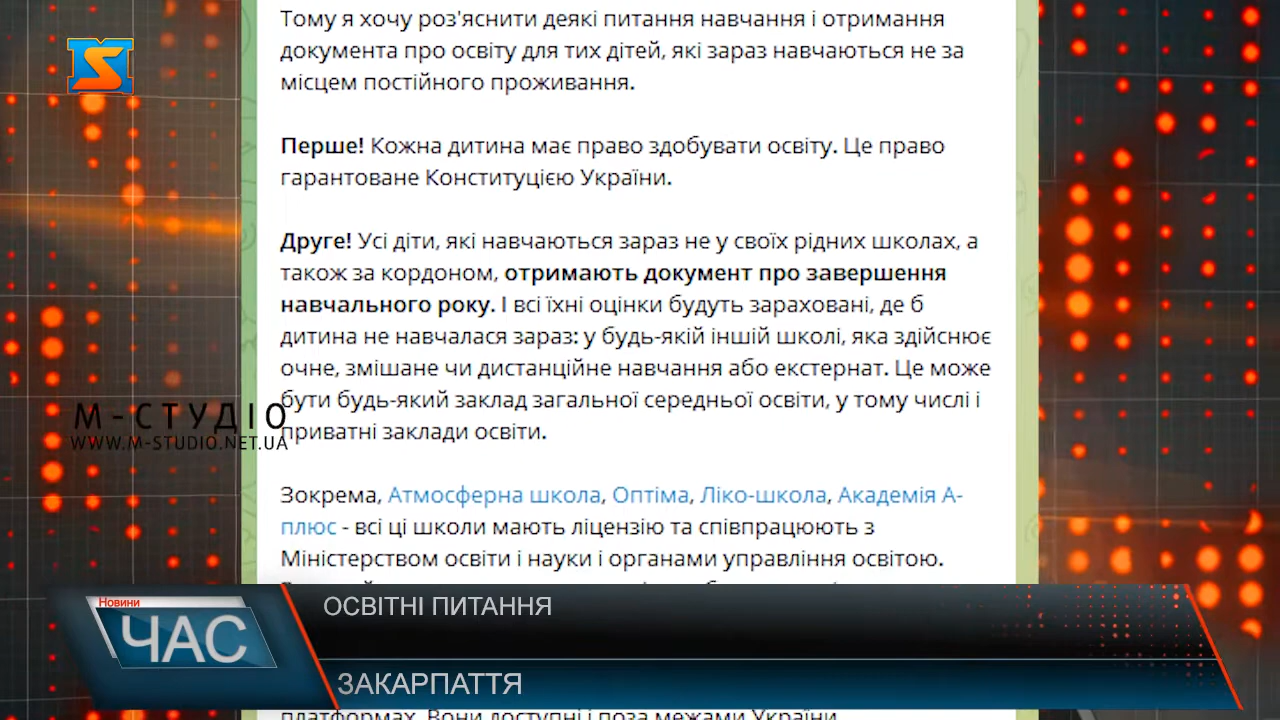 Тому я хочу роз'яснити деякі питання навчання і отримання
документа про освіту для тих дітей, які зараз навчаються не за
місцем постійного проживання.
Перше! Кожна дитина має право здобувати освіту. Це право
гарантоване Конституцією України.
Друге! Усі діти, які навчаються зараз не у своїх рідних школах, а
також за кордоном, отримають документ про завершення
навчального року. І всі їхні оцінки будуть зараховані, де б
дитина не навчалася зараз: у будь-якій іншій школі, яка здійснює
очне, змішане чи дистанційне навчання або екстернат. Це може
бути будь-який заклад загальної середньої освіти, у тому числі і
приватні заклади освіти.
М-СТУДІО
WWW.M-STUDIO.NET.UA
Зокрема, Атмосферна школа, Оптіма, Ліко-школа, Академія А-
плюс - всі ці школи мають ліцензію та співпрацюють з
Міністерством освіти і науки і органами управління освітою.
Новини
ЧАС
ОСВІТНІ ПИТАННЯ
ЗАКАРПАТТЯ
платформах. Вони доступні і поза межами України.